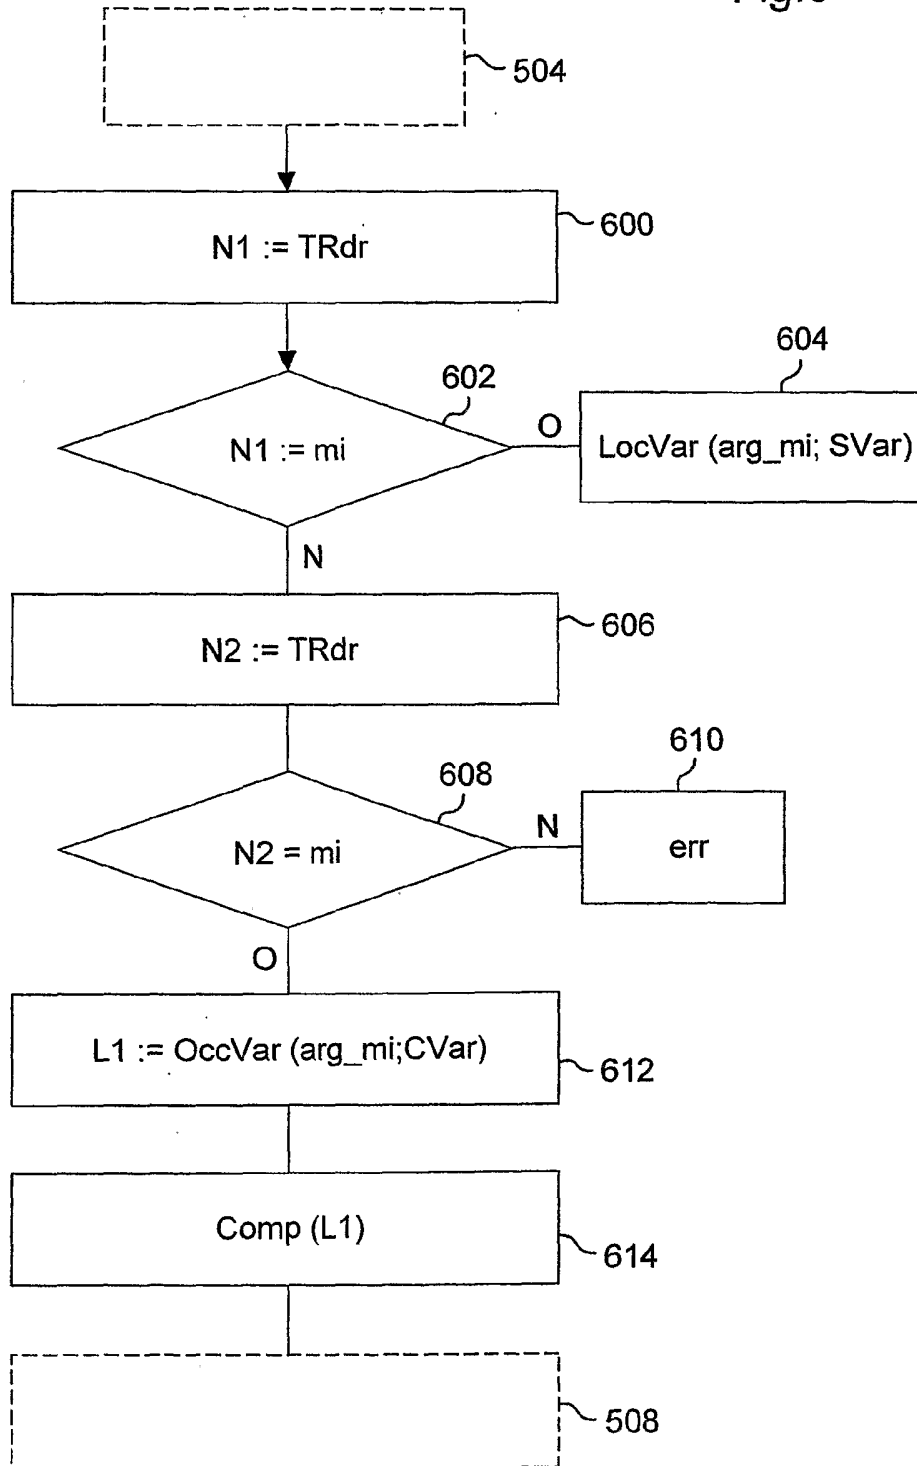 504
N1 := TRdr
600
602
604
N1 := mi
O
LocVar (arg_mi; SVar)
N
N2 := TRdr
606
608
610
N2 = mi
N
err
O
L1 := OccVar (arg_mi;CVar)
612
Comp (L1)
614
508